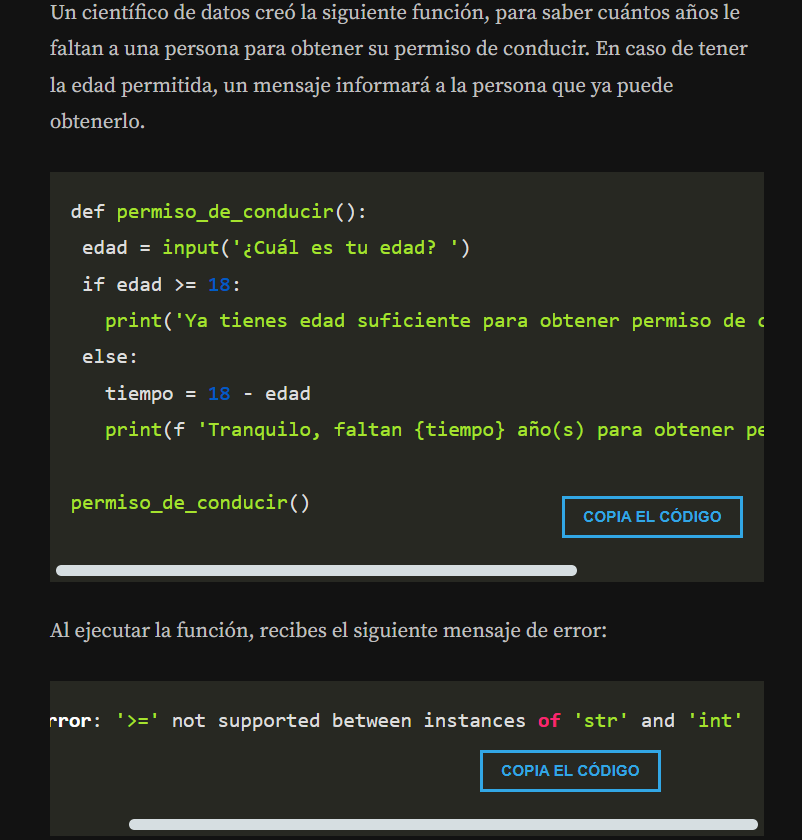 Un científico de datos creó la siguiente función, para saber cuántos años le
faltan a una persona para obtener su permiso de conducir. En caso de tener
la edad permitida, un mensaje informará a la persona que ya puede
obtenerlo.
def permiso_de_conducir():
 edad = input('¿Cuál es tu edad? ')
 if edad >= 18:
   print('Ya tienes edad suficiente para obtener permiso de
 else:
   tiempo = 18 - edad
   print(f 'Tranquilo, faltan {tiempo} año(s) para obtener
permiso_de_conducir()
COPIA EL CÓDIGO
Al ejecutar la función, recibes el siguiente mensaje de error:
rror: '>=' not supported between instances of 'str' and 'int'
COPIA EL CÓDIGO